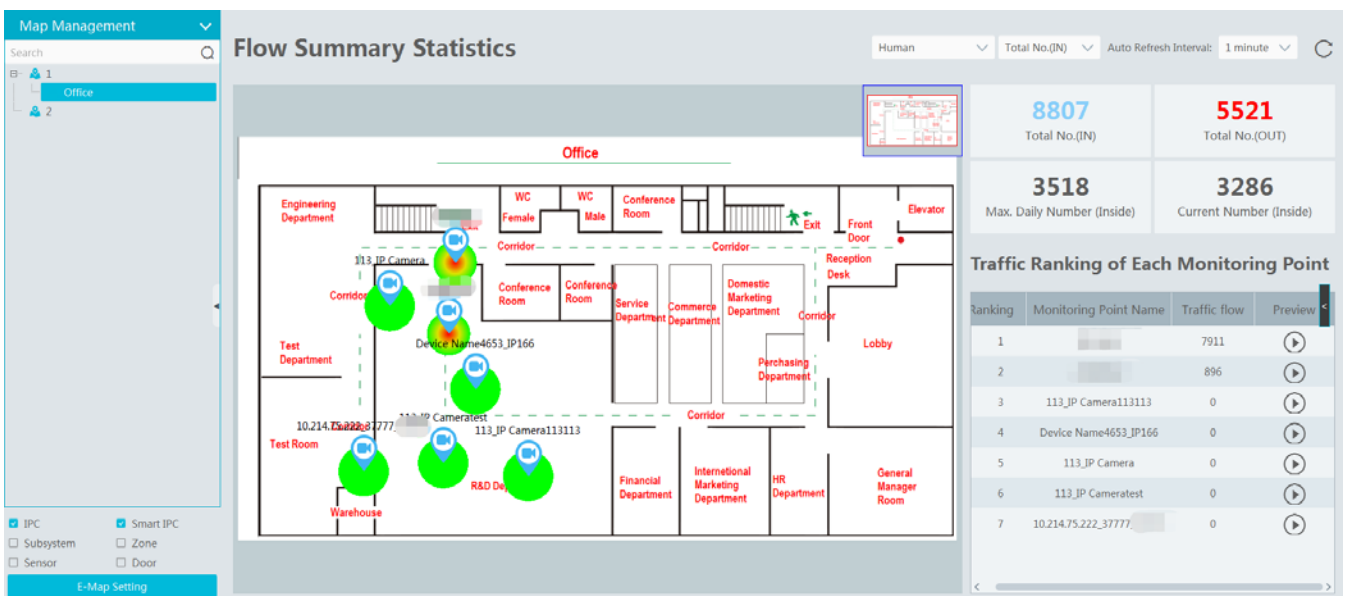 Map Management
Search
1
Office
2
IPC
Smart IPC
Subsystem
Zone
Sensor
Door
E-Map Setting
Flow Summary Statistics
Human
Total No.(IN)
Auto Refresh Interval:
1 minute
Office
Engineering
Department
WC
Female
WC
Male
Conference
Room
Exit
Front
Door
Elevator
Corridor
Corridor
Reception
Desk
113_IP Camera
Corridor
Conference
Room
Conference
Room
Service
Department
Commerce
Department
Domestic
Marketing
Department
Corridor
Test
Department
Device Name4653_IP166
Lobby
Perchasing
Department
Cameratest
Corridor
10.214.75.222_37777_
113_IP Camera113113
Test Room
R&D De
Financial
Department
International
Marketing
Department
HR
Department
General
Manager
Room
Warehouse
8807
Total No.(IN)
5521
Total No.(OUT)
3518
Max. Daily Number (Inside)
3286
Current Number (Inside)
Traffic Ranking of Each Monitoring Point
Ranking Monitoring Point Name Traffic flow Preview
1 7911
2 896
3 113_IP Camera113113 0
4 Device Name4653_IP166 0
5 113_IP Camera 0
6 113_IP Cameratest 0
7 10.214.75.222_37777_ 0